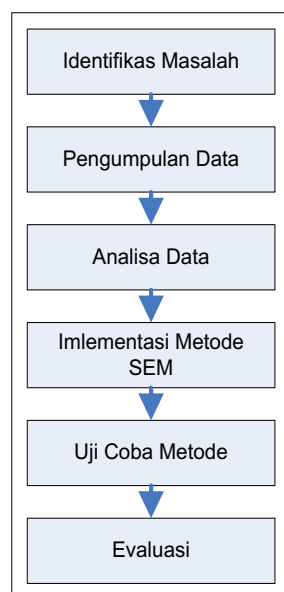 Identifikas Masalah
Pengumpulan Data
Analisa Data
Imlementasi Metode
SEM
Uji Coba Metode
Evaluasi